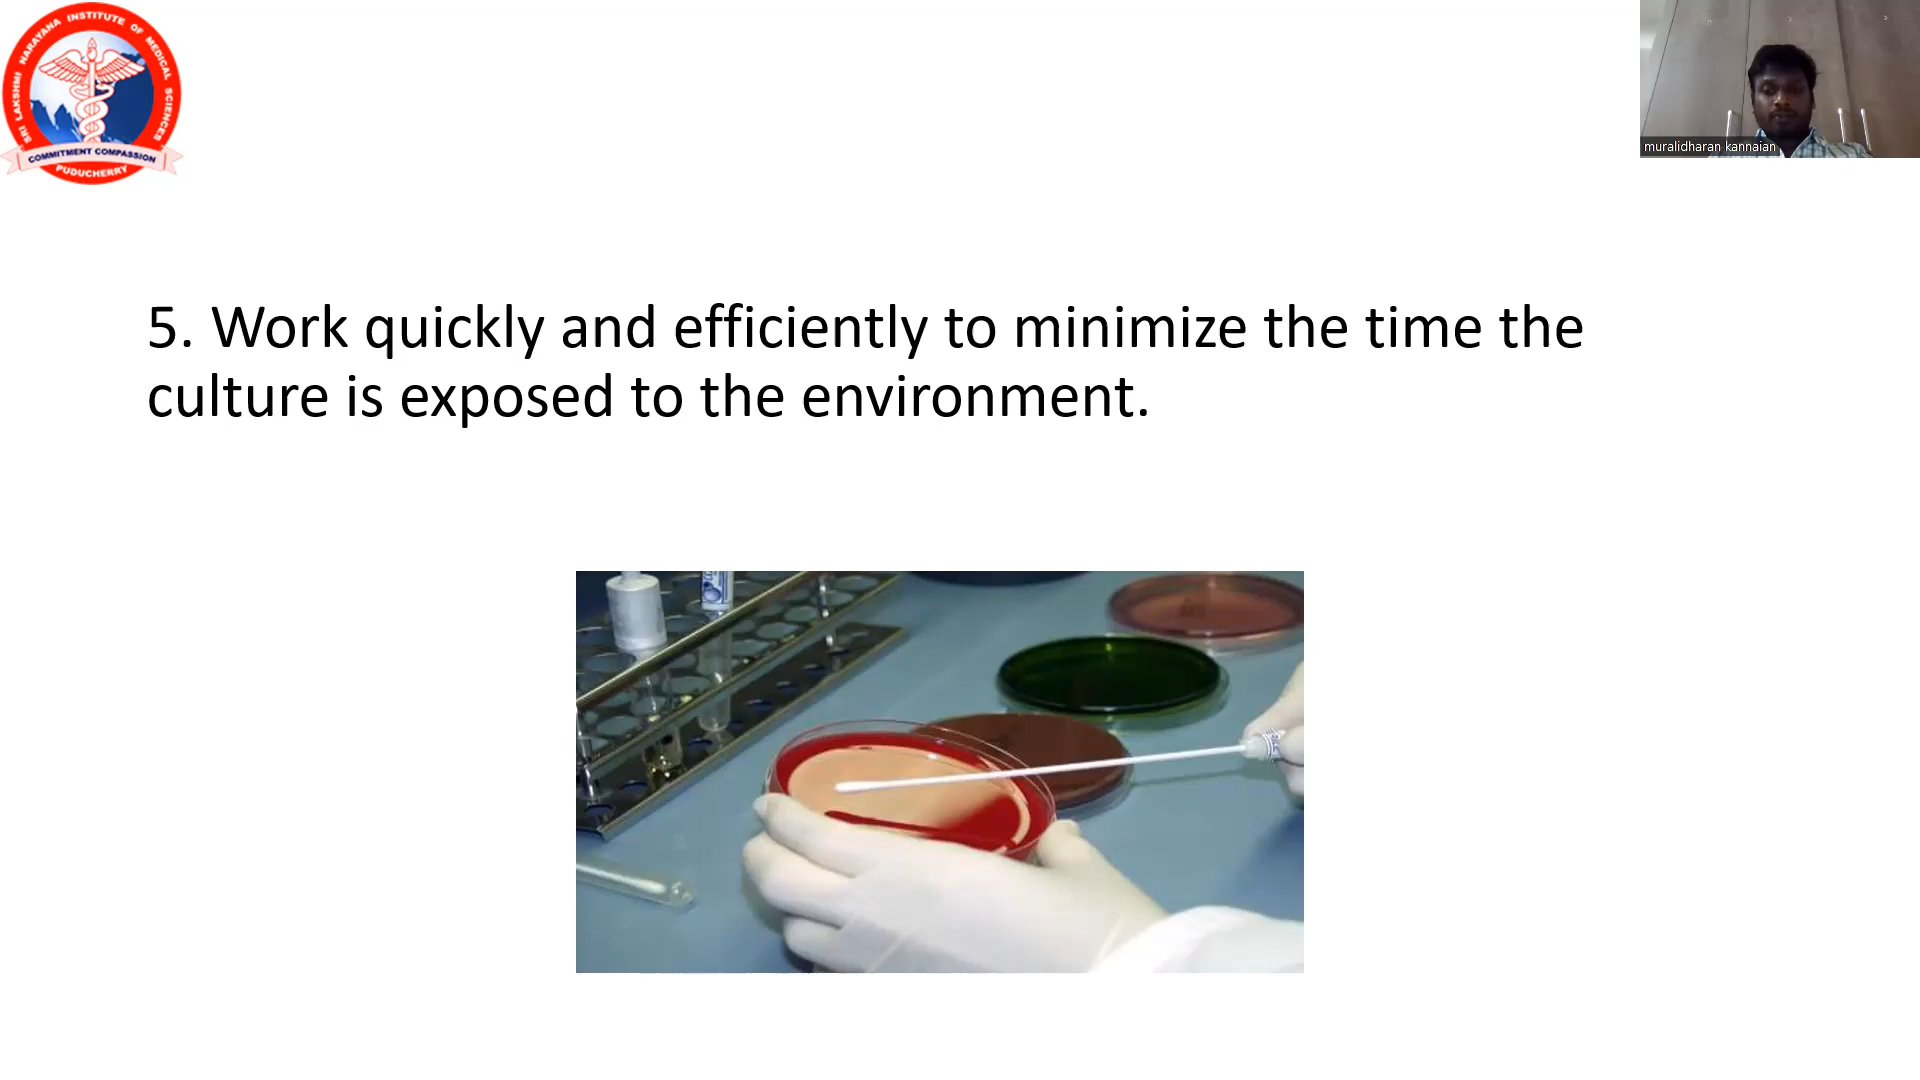 SRI LAKSHMI NARAYANA INSTITUTE OF MEDICAL SCIENCES
COMMITMENT COMPASSION
PUDUCHERRY
muralidharan kannaian
5. Work quickly and efficiently to minimize the time the
culture is exposed to the environment.